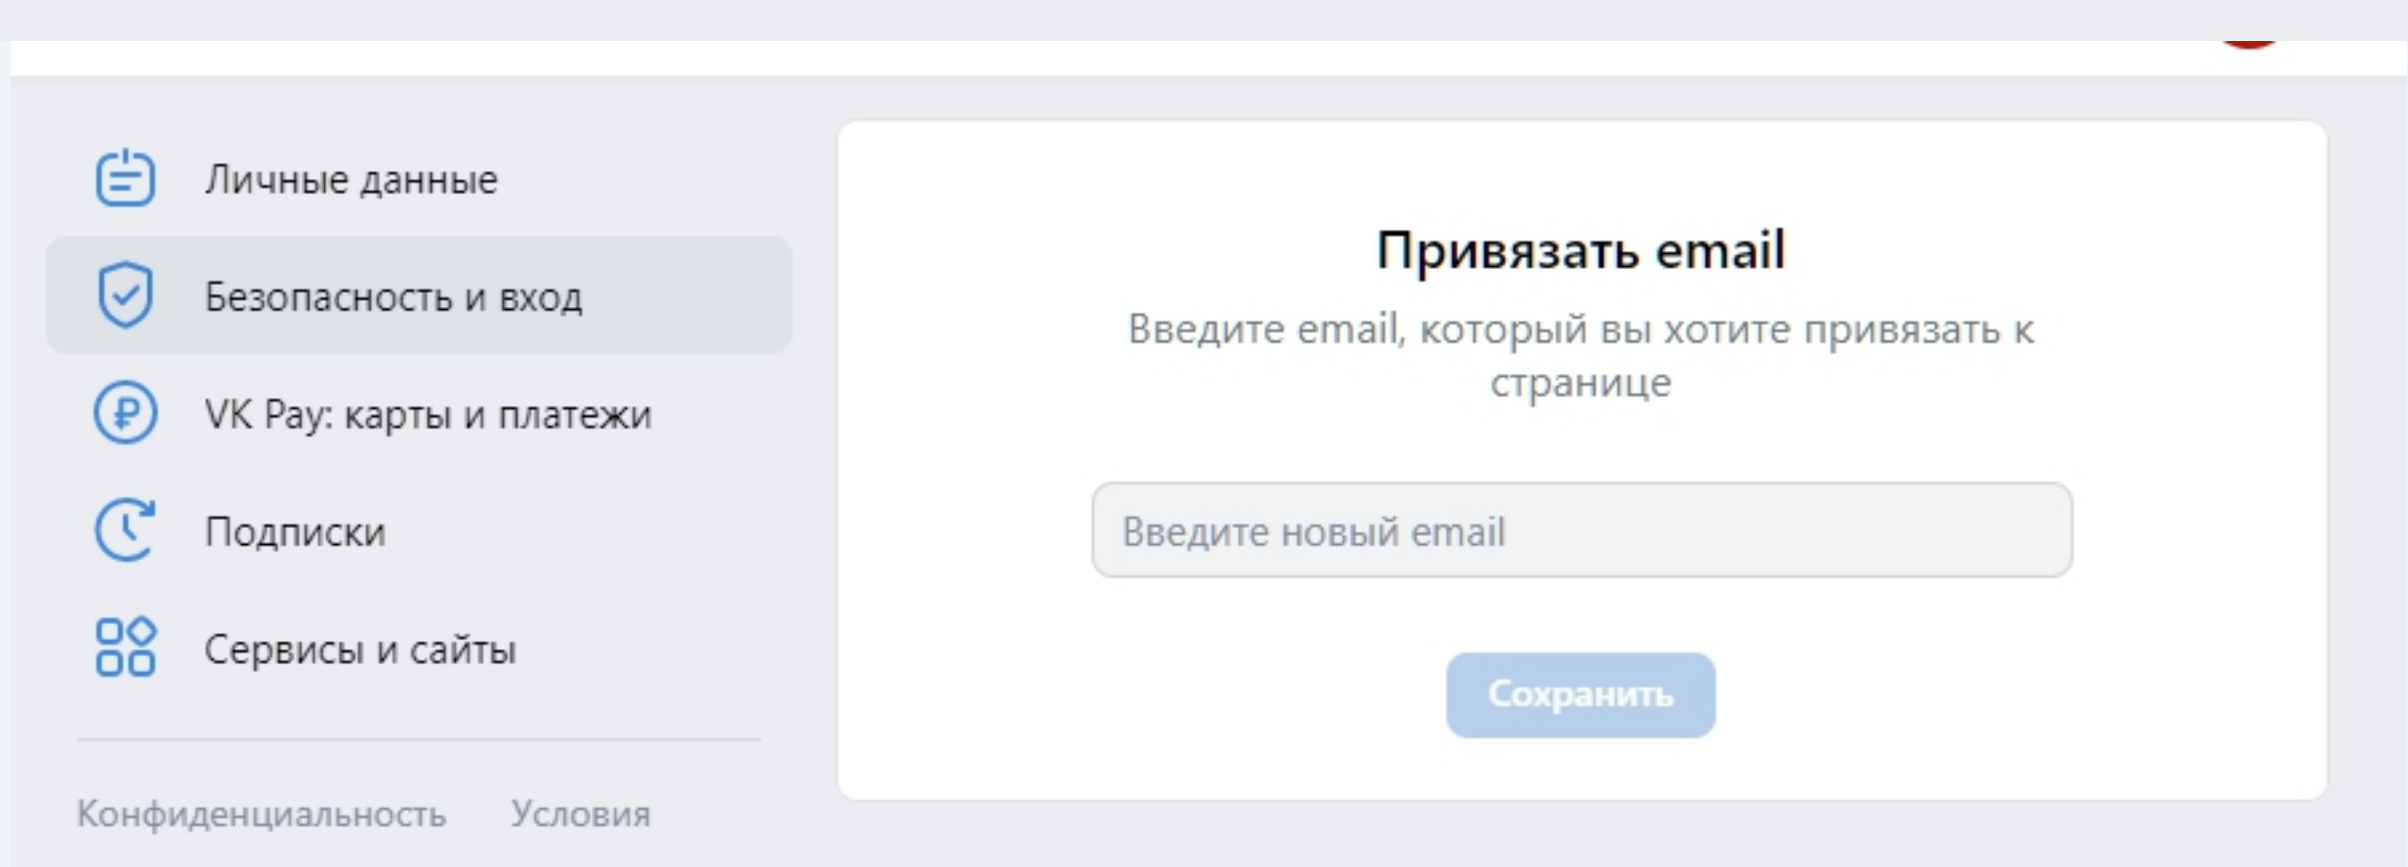 Личные данные
Безопасность и вход
VK Pay: карты и платежи
Подписки
Сервисы и сайты
Конфиденциальность Условия
Привязать email
Введите email, который вы хотите привязать к
странице
Введите новый email
Сохранить